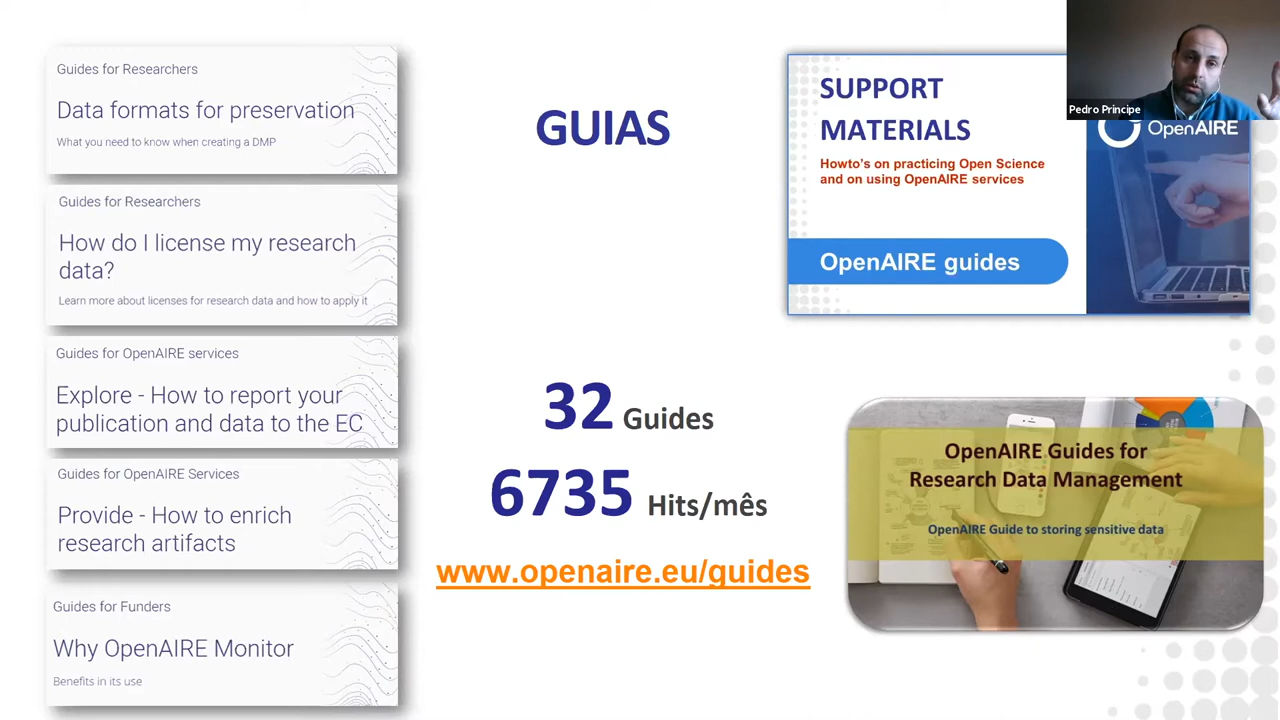 Guides for Researchers
Data formats for preservation
What you need to know when creating a DMP
Guides for Researchers
How do I license my research
data?
Learn more about licenses for research data and how to apply it
Guides for OpenAIRE services
Explore - How to report your
publication and data to the EC
Guides for OpenAIRE Services
Provide - How to enrich
research artifacts
Guides for Funders
Why OpenAIRE Monitor
Benefits in its use
GUIAS
32 Guides
6735 Hits/mês
www.openaire.eu/guides
SUPPORT
MATERIALS
Howto's on practicing Open Science
and on using OpenAIRE services
OpenAIRE guides
Pedro Príncipe
OpenAIRE
OpenAIRE Guides for
Research Data Management
OpenAIRE Guide to storing sensitive data